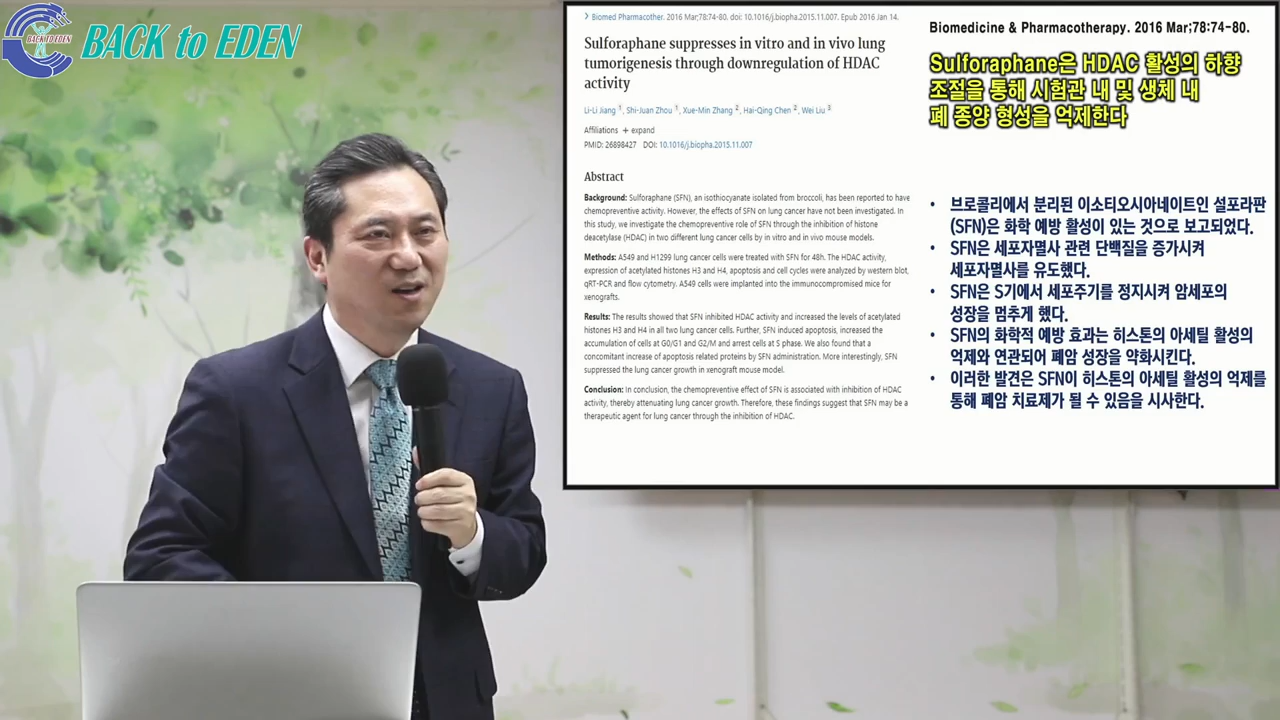 BACK TO EDEN
BACK to EDEN
Biomed Pharmacother. 2016 Mar;78:74-80. doi: 10.1016/j.biopha.2015.11.007. Epub 2016 Jan 14.
Sulforaphane suppresses in vitro and in vivo lung
tumorigenesis through downregulation of HDAC
activity
Li-Li Jiang 1, Shi-Juan Zhou 1, Xue-Min Zhang 2, Hai-Qing Chen 2, Wei Liu 3
Affiliations + expand
PMID: 26898427 DOI: 10.1016/j.biopha.2015.11.007
Abstract
Background: Sulforaphane (SFN), an isothiocyanate isolated from broccoli, has been reported to have
chemopreventive activity. However, the effects of SFN on lung cancer have not been investigated. In
this study, we investigate the chemopreventive role of SFN through the inhibition of histone
deacetylase (HDAC) in two different lung cancer cells by in vitro and in vivo mouse models.
Methods: A549 and H1299 lung cancer cells were treated with SFN for 48h. The HDAC activity,
expression of acetylated histones H3 and H4, apoptosis and cell cycles were analyzed by western blot,
qRT-PCR and flow cytometry. A549 cells were implanted into the immunocompromised mice for
xenografts.
Results: The results showed that SFN inhibited HDAC activity and increased the levels of acetylated
histones H3 and H4 in all two lung cancer cells. Further, SFN induced apoptosis, increased the
accumulation of cells at G0/G1 and G2/M and arrest cells at S phase. We also found that a
concomitant increase of apoptosis related proteins by SFN administration. More interestingly, SFN
suppressed the lung cancer growth in xenograft mouse model.
Conclusion: In conclusion, the chemopreventive effect of SFN is associated with inhibition of HDAC
activity, thereby attenuating lung cancer growth. Therefore, these findings suggest that SFN may be a
therapeutic agent for lung cancer through the inhibition of HDAC.
Biomedicine & Pharmacotherapy. 2016 Mar;78:74-80.
Sulforaphane은 HDAC 활성의 하향
조절을 통해 시험관 내 및 생체 내
폐 종양 형성을 억제한다
• 브로콜리에서 분리된 이소티오시아네이트인 설포라판
(SFN)은 화학 예방 활성이 있는 것으로 보고되었다.
• SFN은 세포자멸사 관련 단백질을 증가시켜
세포자멸사를 유도했다.
• SFN은 S기에서 세포주기를 정지시켜 암세포의
성장을 멈추게 했다.
• SFN의 화학적 예방 효과는 히스톤의 아세틸 활성의
억제와 연관되어 폐암 성장을 약화시킨다.
• 이러한 발견은 SFN이 히스톤의 아세틸 활성의 억제를
통해 폐암 치료제가 될 수 있음을 시사한다.